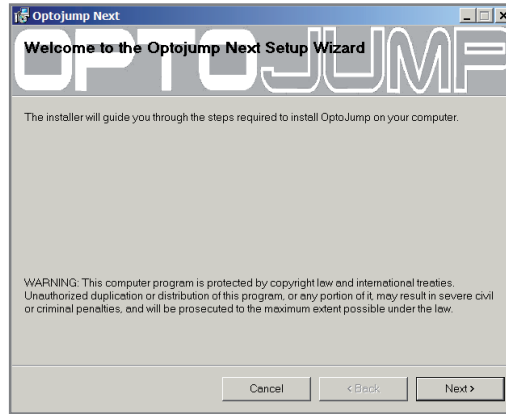 Optojump Next
OPTOJUMP
Welcome to the Optojump Next Setup Wizard
The installer will guide you through the steps required to install OptoJump on your computer.
WARNING: This computer program is protected by copyright law and international treaties.
Unauthorized duplication or distribution of this program, or any portion of it, may result in severe civil
or criminal penalties, and will be prosecuted to the maximum extent possible under the law.
Cancel
< Back
Next >